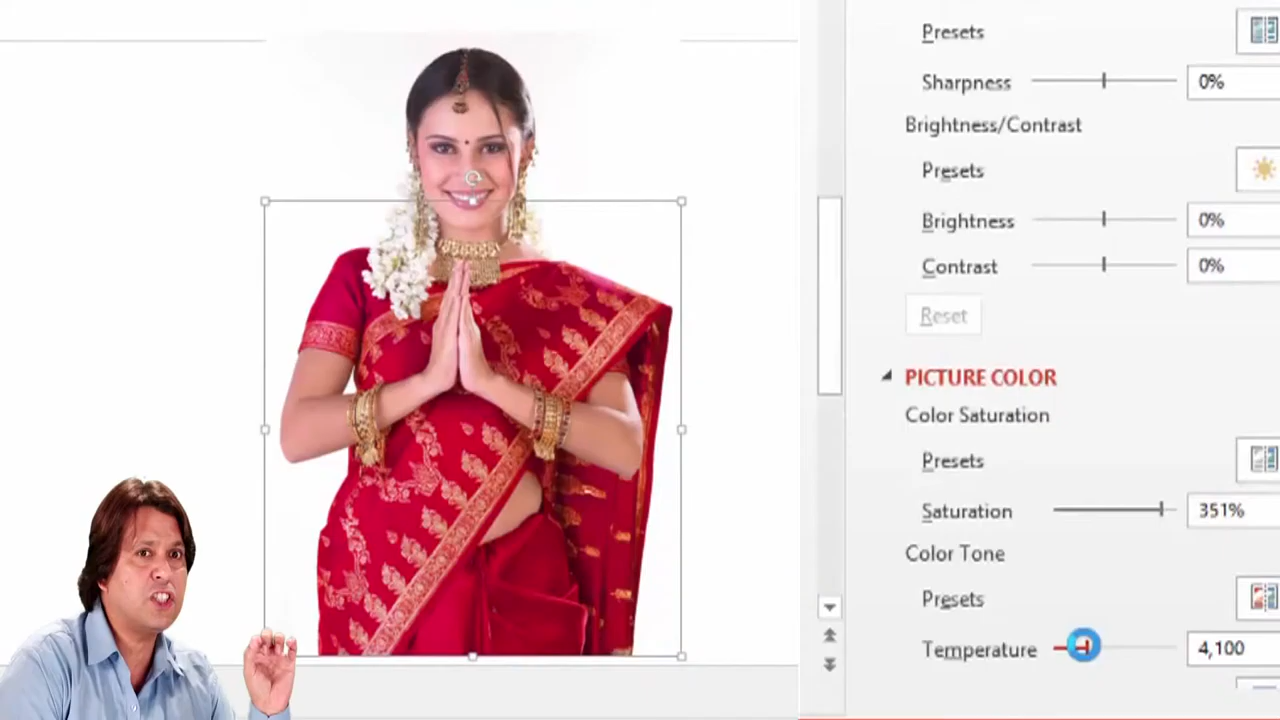 Presets
Sharpness 0%
Brightness/Contrast
Presets
Brightness 0%
Contrast 0%
Reset
PICTURE COLOR
Color Saturation
Presets
Saturation 351%
Color Tone
Presets
Temperature 4,100